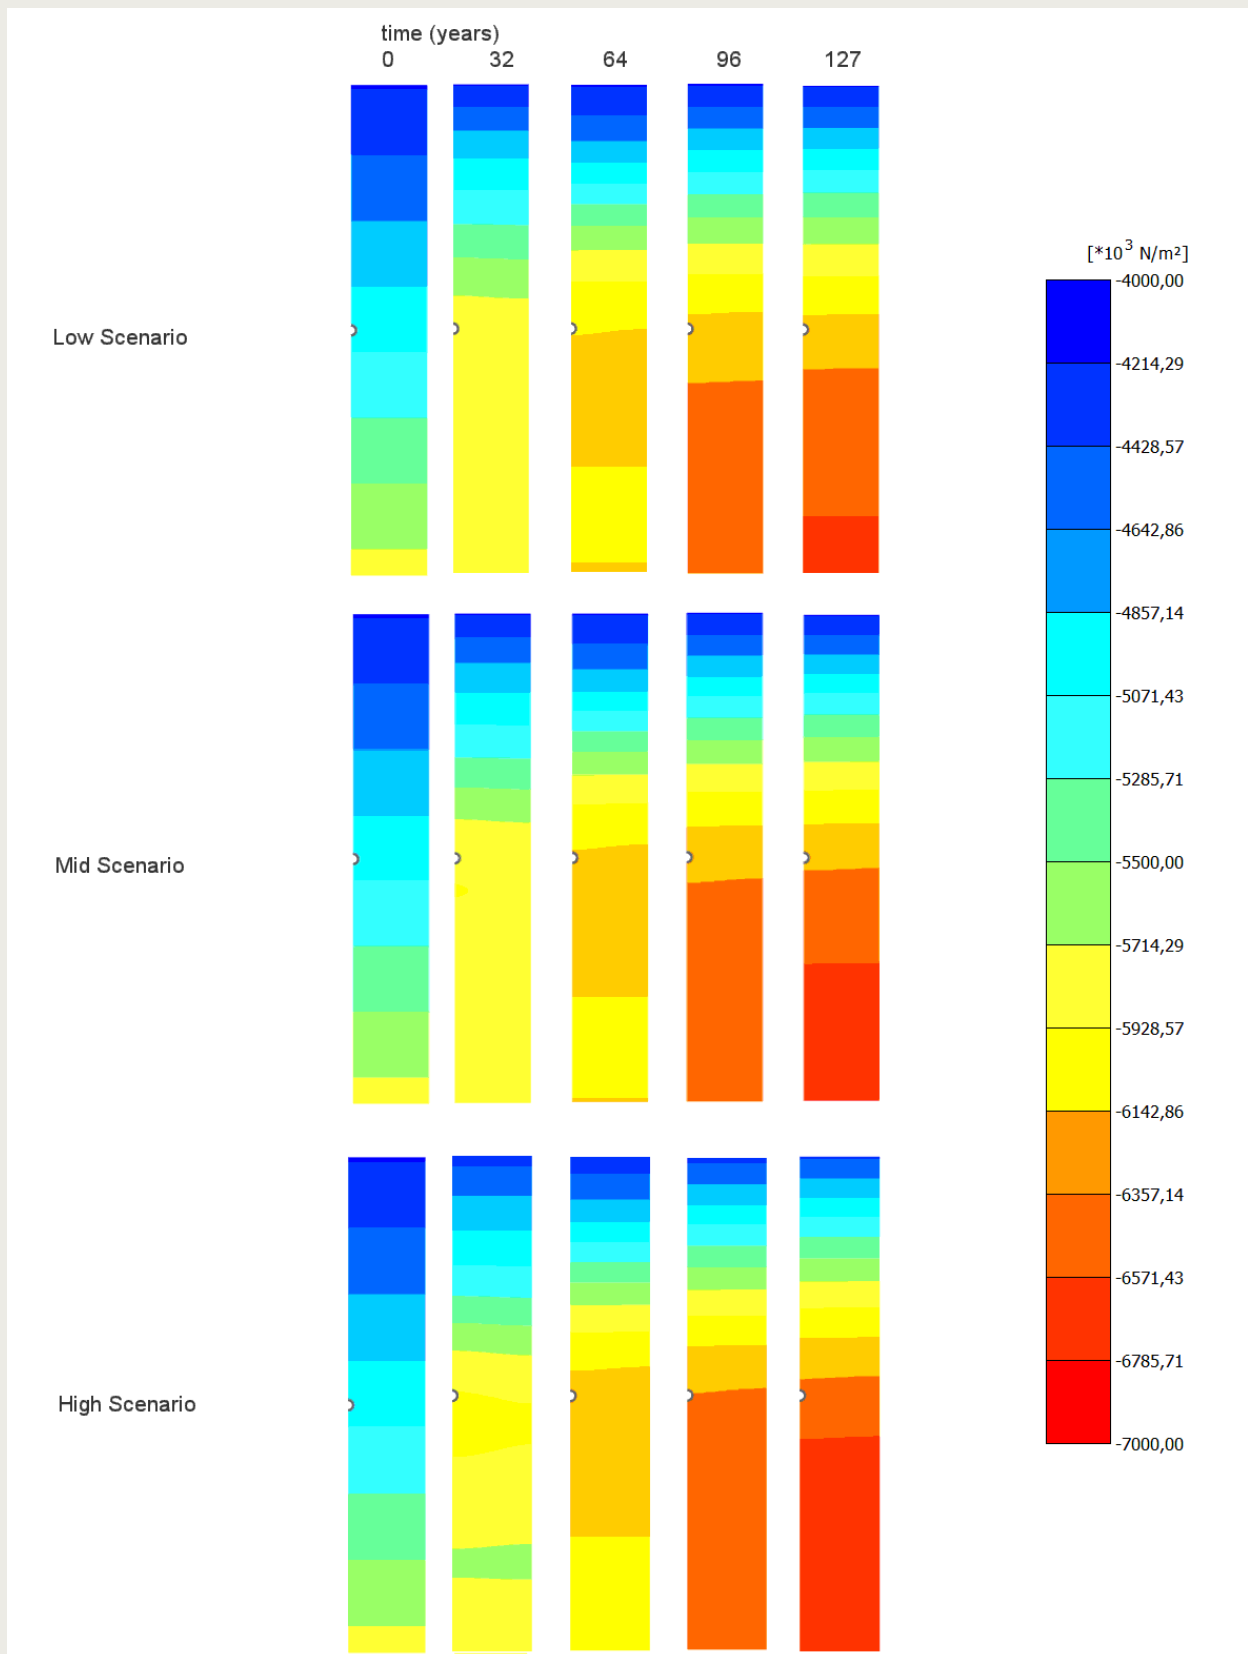 time (years)
0 32 64 96 127
[*10³ N/m²]
-4000,00
-4214,29
Low Scenario
-4428,57
-4642,86
-4857,14
-5071,43
-5285,71
Mid Scenario
-5500,00
-5714,29
-5928,57
-6142,86
-6357,14
-6571,43
-6785,71
High Scenario
-7000,00